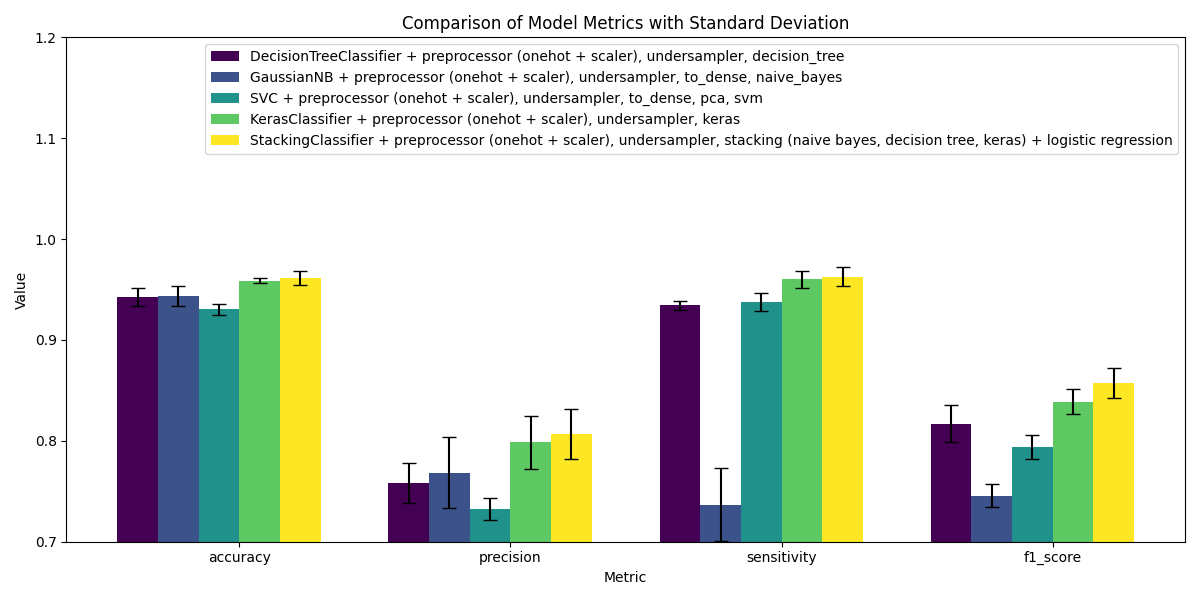 Comparison of Model Metrics with Standard Deviation
1.2
1.1
1.0
0.9
0.8
0.7
Value
DecisionTreeClassifier + preprocessor (onehot + scaler), undersampler, decision_tree
GaussianNB + preprocessor (onehot + scaler), undersampler, to_dense, naive_bayes
SVC + preprocessor (onehot + scaler), undersampler, to_dense, pca, svm
KerasClassifier + preprocessor (onehot + scaler), undersampler, keras
StackingClassifier + preprocessor (onehot + scaler), undersampler, stacking (naive bayes, decision tree, keras) + logistic regression
accuracy
precision
sensitivity
f1_score
Metric